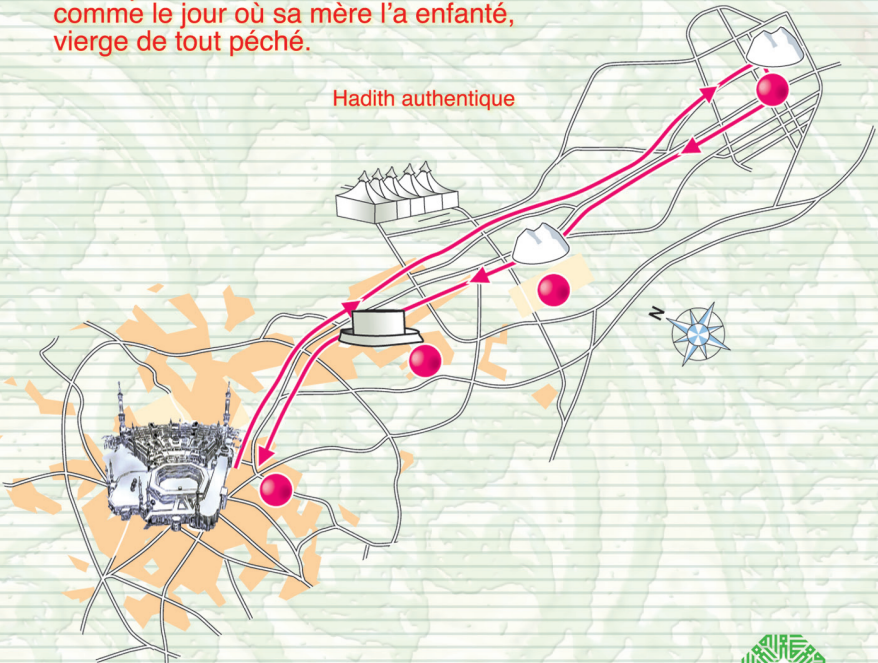 comme le jour où sa mère l’a enfanté,
vierge de tout péché.
Hadith authentique
N